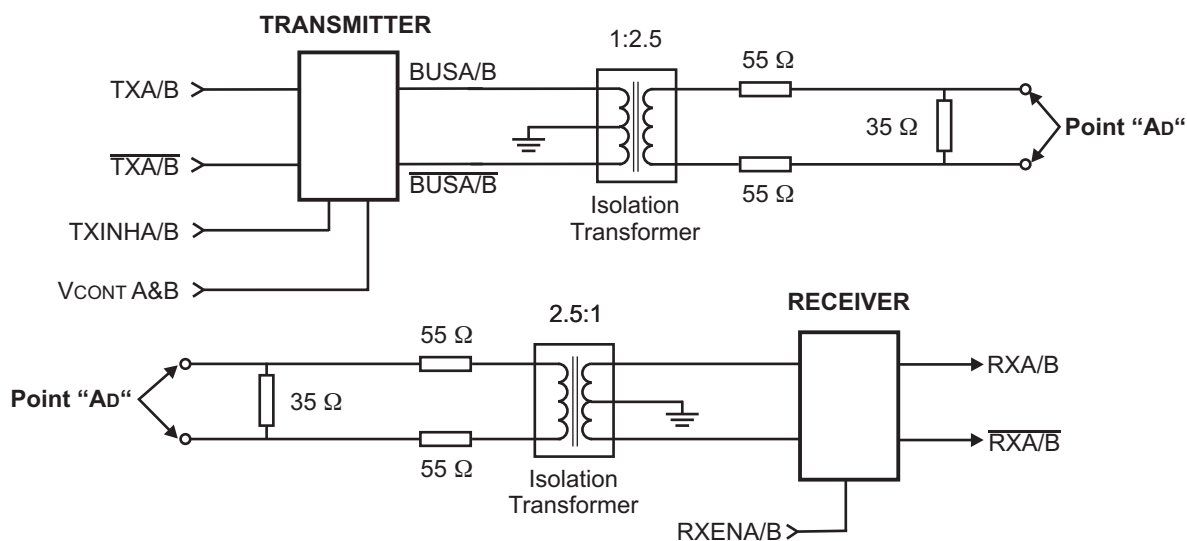 TRANSMITTER
1:2.5
55 Ω
TXA/B
BUSA/B
35 Ω
Point “AD“
TXA/B
BUSA/B
55 Ω
Isolation
Transformer
TXINHA/B
VCONT A&B
RECEIVER
2.5:1
55 Ω
RXA/B
Point “AD“
35 Ω
RXA/B
55 Ω
Isolation
Transformer
RXENA/B